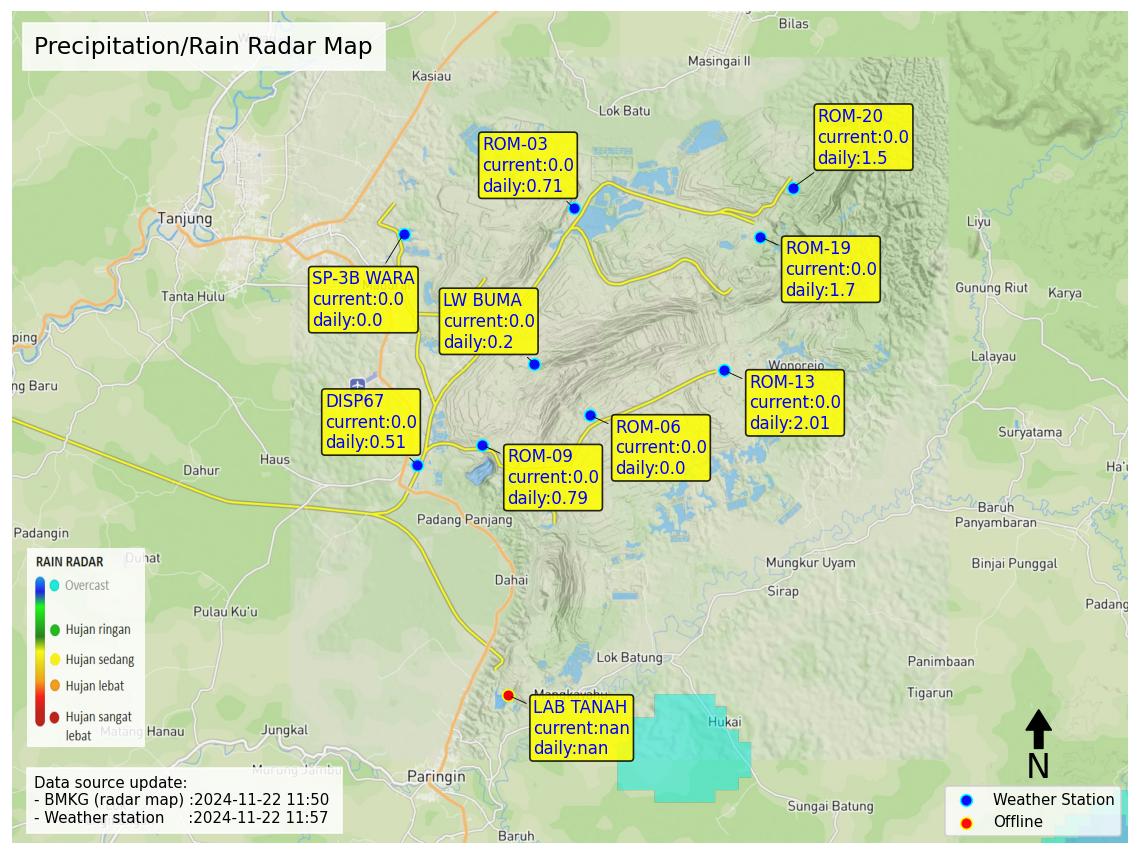 Precipitation/Rain Radar Map
Bilas
Masingai II
Kasiau
Lok Batu
ROM-20
current:0.0
daily:1.5
ROM-03
current:0.0
daily:0.71
Tanjung
Liyu
ROM-19
current:0.0
daily:1.7
SP-3B WARA
current:0.0
daily:0.0
Tanta Hulu
LW BUMA
current:0.0
daily:0.2
Gunung Riut
Karya
ping
Lalayau
Wonorejo
ng Baru
ROM-13
current:0.0
daily:2.01
DISP67
current:0.0
daily:0.51
ROM-06
current:0.0
daily:0.0
Suryatama
Haus
Dahur
ROM-09
current:0.0
daily:0.79
Ha'u
Padang Panjang
Baruh
Panyambaran
Padangin
Duhat
Mungkur Uyam
Binjai Punggal
RAIN RADAR
Overcast
Hujan ringan
Hujan sedang
Hujan lebat
Hujan sangat
lebat
Dahai
Sirap
Pulau Ku'u
Padang
Lok Batung
Panimbaan
Mangkayahu
Tigarun
LAB TANAH
current:nan
daily:nan
Hukai
Matang Hanau
Jungkal
Murung Jambu
Paringin
N
Data source update:
- BMKG (radar map) :2024-11-22 11:50
- Weather station :2024-11-22 11:57
Sungai Batung
Baruh
Weather Station
Offline